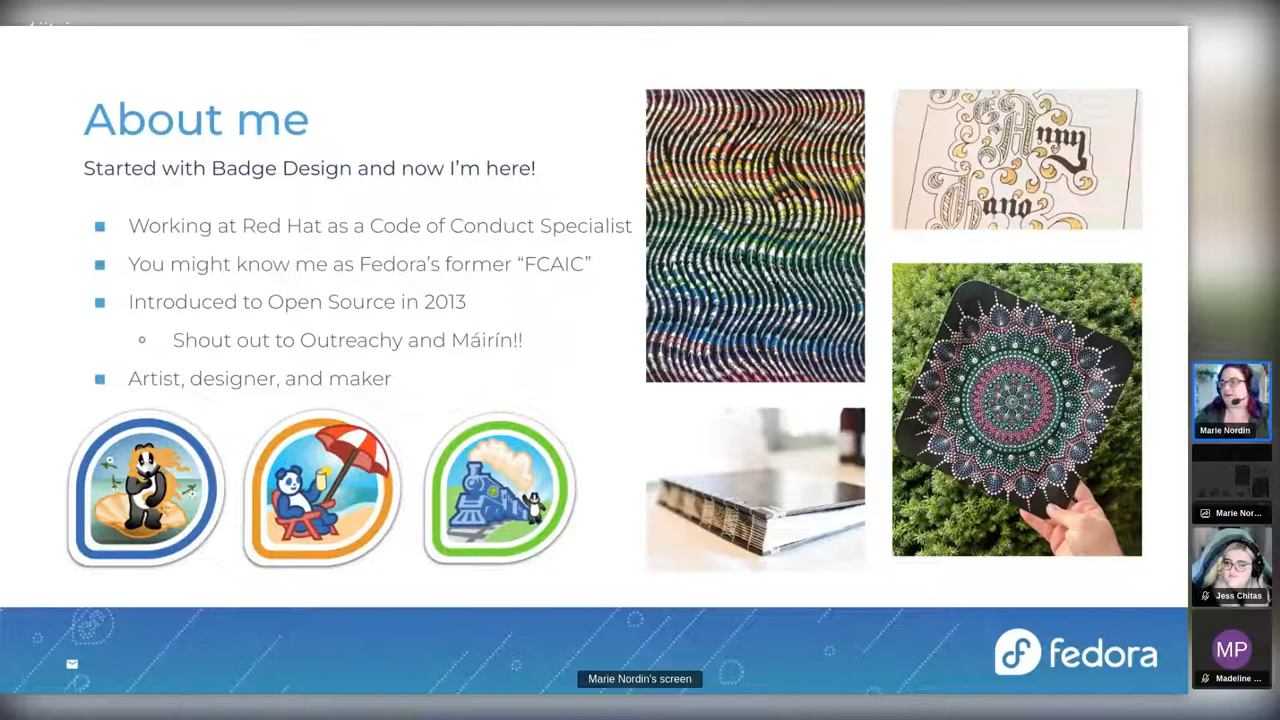 About me
Started with Badge Design and now I'm here!
Working at Red Hat as a Code of Conduct Specialist
You might know me as Fedora's former “FCAIC”
Introduced to Open Source in 2013
Shout out to Outreachy and Máirín!!
Artist, designer, and maker
fedora
Marie Nordin's screen
Marie Nordin
Marie Nor...
Jess Chitas
MP
Madeline ...